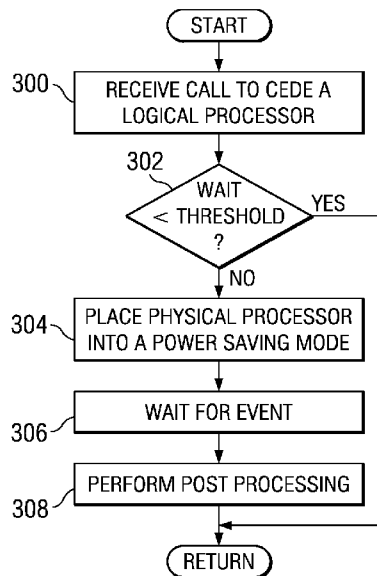 START
300
RECEIVE CALL TO CEDE A
LOGICAL PROCESSOR
302
WAIT
< THRESHOLD
?
YES
NO
304
PLACE PHYSICAL PROCESSOR
INTO A POWER SAVING MODE
306
WAIT FOR EVENT
308
PERFORM POST PROCESSING
RETURN